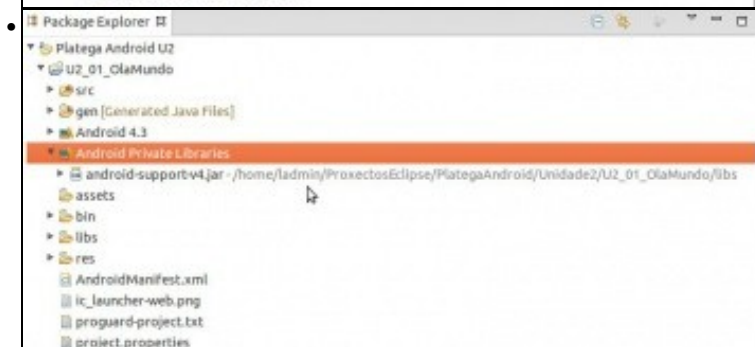 Package Explorer
Platega Android U2
U2_01_OlaMundo
src
gen [Generated Java Files]
Android 4.3
Android Private Libraries
android-support-v4.jar - /home/ladmin/ProxectosEclipse/PlategaAndroid/Unidade2/U2_01_OlaMundo/libs
assets
bin
libs
res
AndroidManifest.xml
ic_launcher-web.png
proguard-project.txt
project.properties